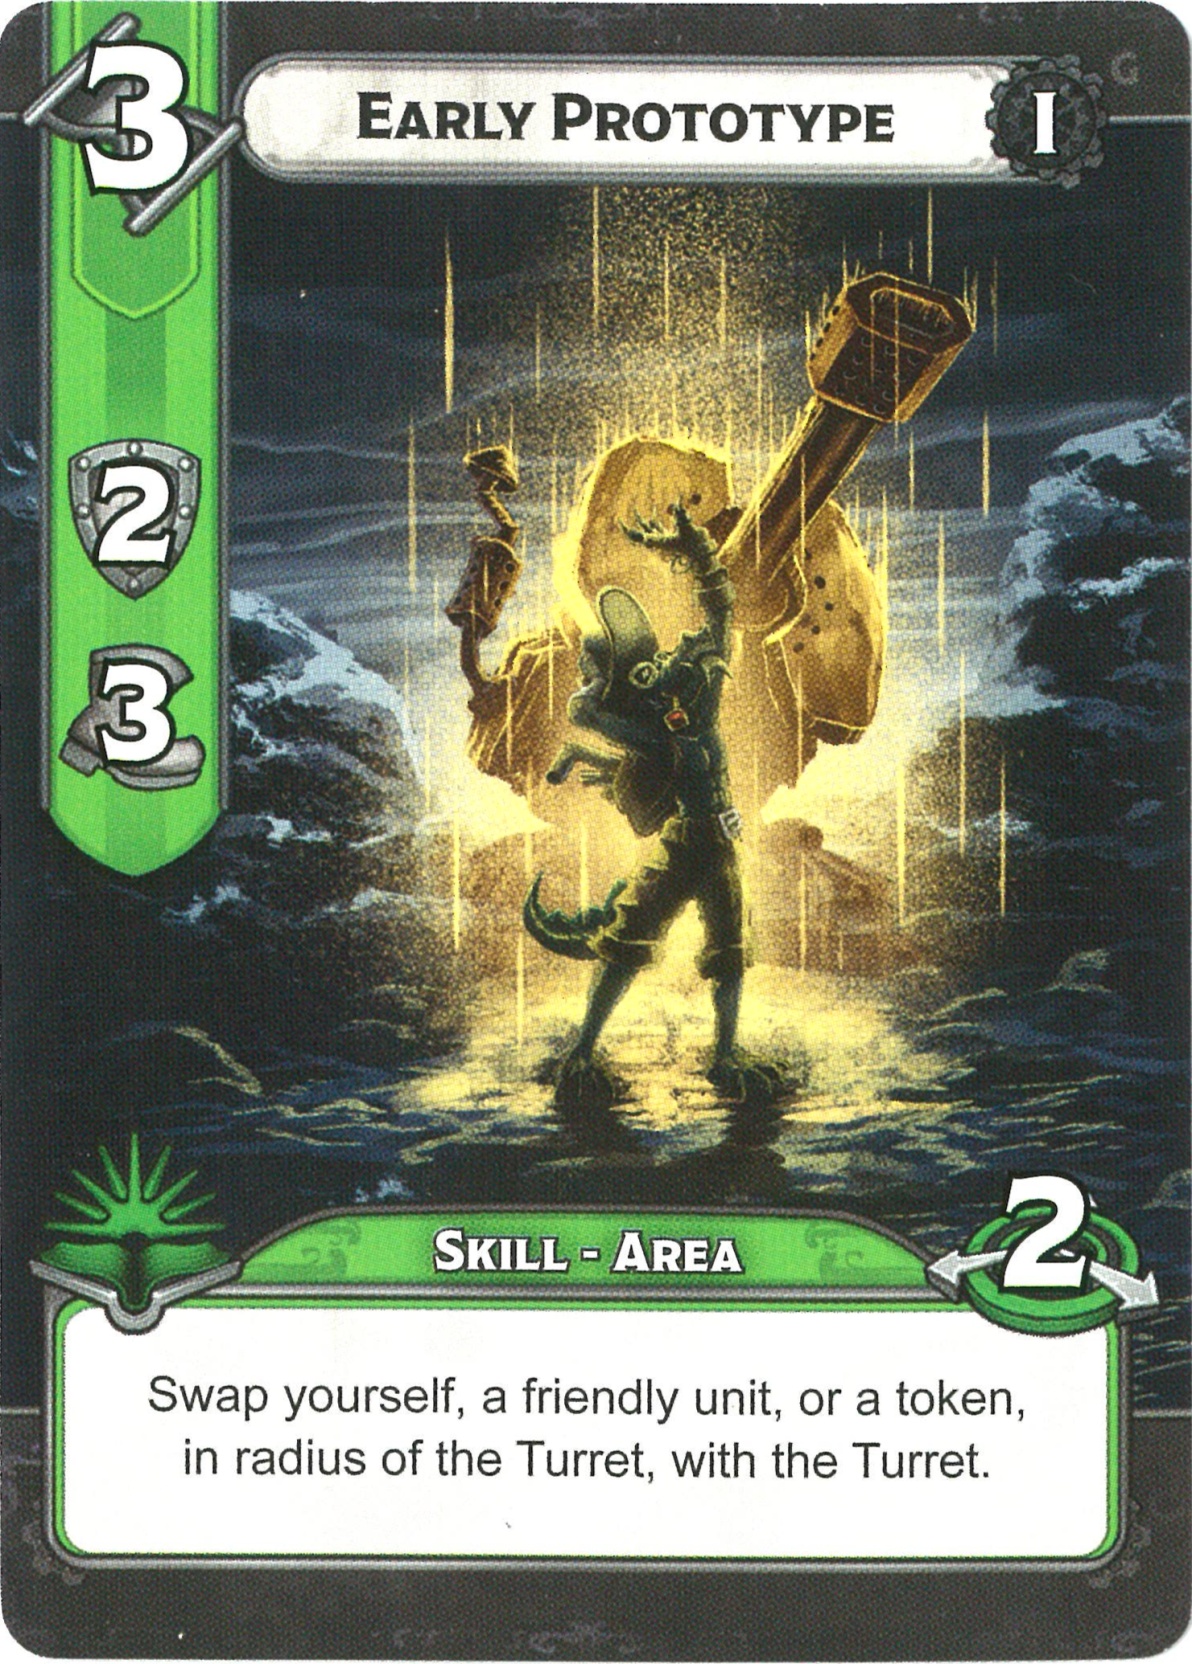 3
EARLY PROTOTYPE
I
G
2
3
SKILL - AREA
2
Swap yourself, a friendly unit, or a token,
in radius of the Turret, with the Turret.